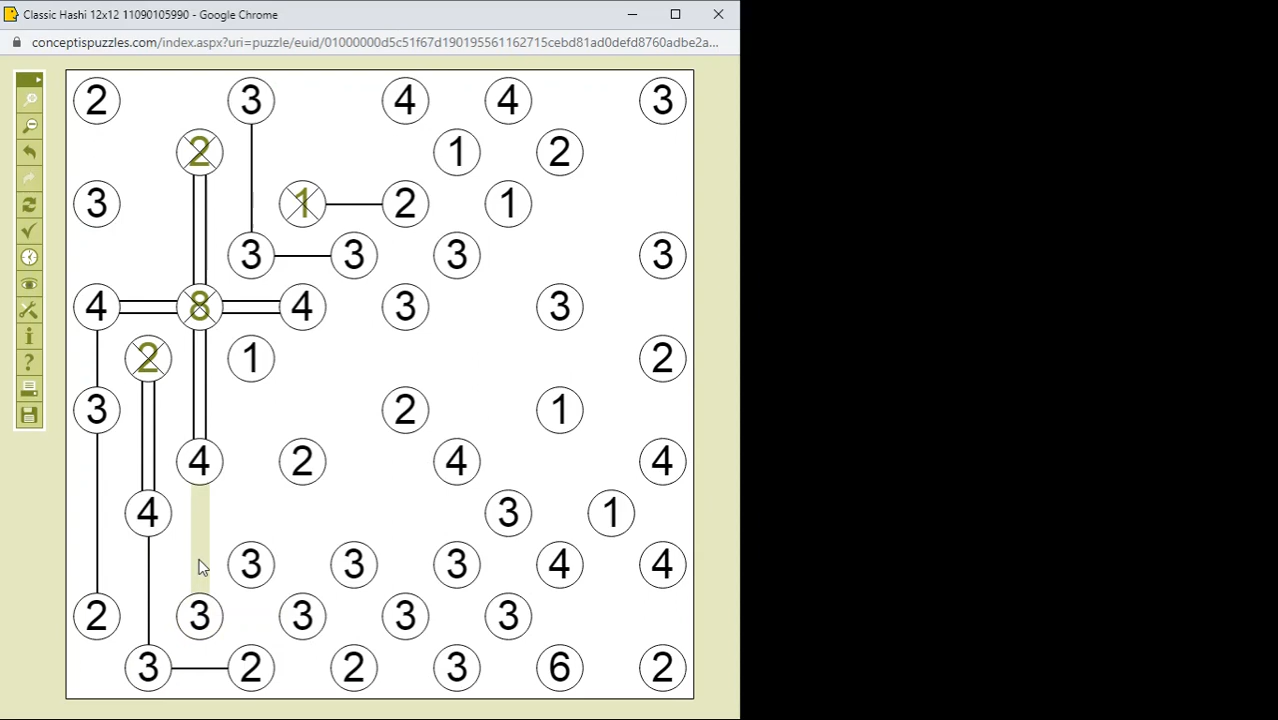 Classic Hashi 12x12 11090105990 - Google Chrome
conceptispuzzles.com/index.aspx?uri=puzzle/euid/01000000d5c51f67d190195561162715cebd81ad0defd8760adbe2a...
2 3 4 4 3
2 1 2
3 1 2 1
3 3 3 3
4 8 4 3 3
2 1 2
3 2 1
4 2 4 4
4 3 1
3 3 3 4 4
2 3 3 3 3
3 2 2 3 6 2